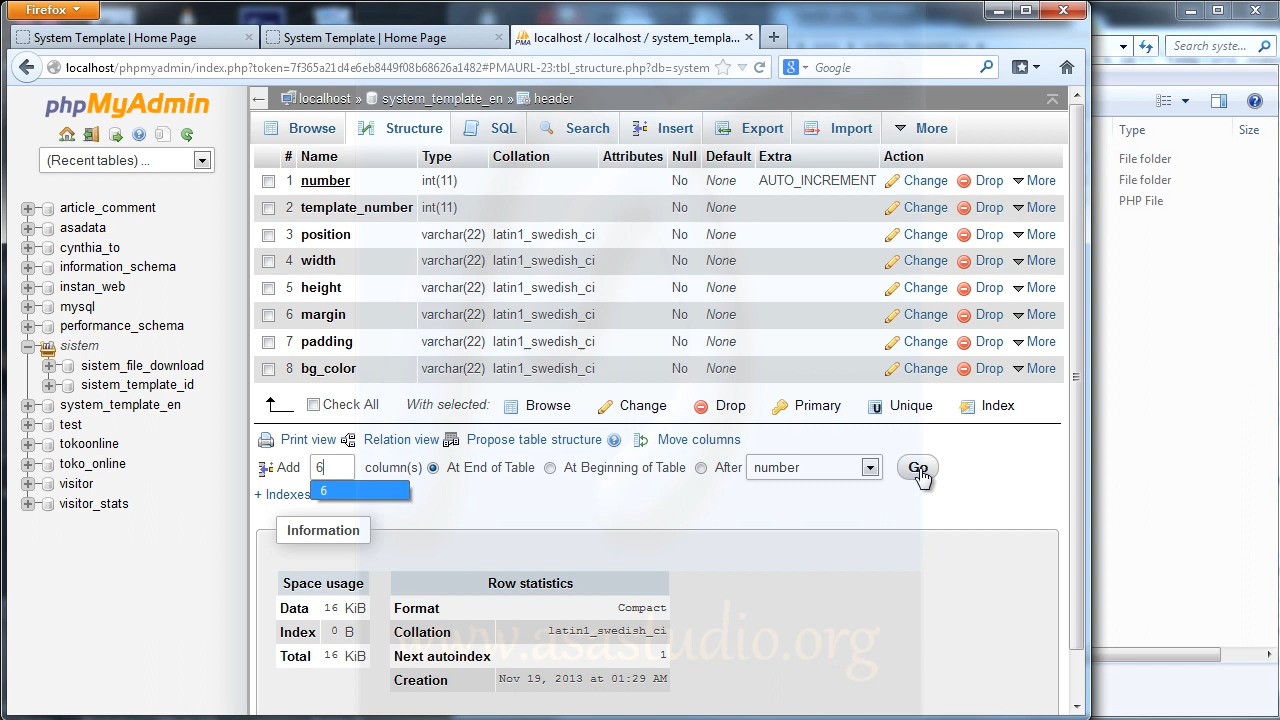 Firefox
System Template | Home Page
System Template | Home Page
localhost / localhost / system_templa...
localhost/phpmyadmin/index.php?token=7f365a21d4e6eb8449f0830d8626a1482#PMAURL-23:tbl_structure.php?db=system
Google
Search syste...
phpMyAdmin
(Recent tables) ...
article_comment
asadata
cynthia_to
information_schema
instan_web
mysql
performance_schema
sistem
sistem_file_download
sistem_template_id
system_template_en
test
tokoonline
toko_online
visitor
visitor_stats
localhost » system_template_en » header
Browse Structure SQL Search Insert Export Import More
# Name Type Collation Attributes Null Default Extra Action
1 number int(11) No None AUTO_INCREMENT Change Drop More
2 template_number int(11) No None Change Drop More
3 position varchar(22) latin1_swedish_ci No None Change Drop More
4 width varchar(22) latin1_swedish_ci No None Change Drop More
5 height varchar(22) latin1_swedish_ci No None Change Drop More
6 margin varchar(22) latin1_swedish_ci No None Change Drop More
7 padding varchar(22) latin1_swedish_ci No None Change Drop More
8 bg_color varchar(22) latin1_swedish_ci No None Change Drop More
Check All With selected: Browse Change Drop Primary Unique Index
Print view Relation view Propose table structure Move columns
Add 6 column(s) At End of Table At Beginning of Table After number Go
6
+ Indexes
Information
Space usage
Data 16 KiB
Index 0 B
Total 16 KiB
Row statistics
Format Compact
Collation latin1_swedish_ci
Next autoindex 1
Creation Nov 19, 2013 at 01:29 AM
www.asastudio.org
Type Size
File folder
File folder
PHP File